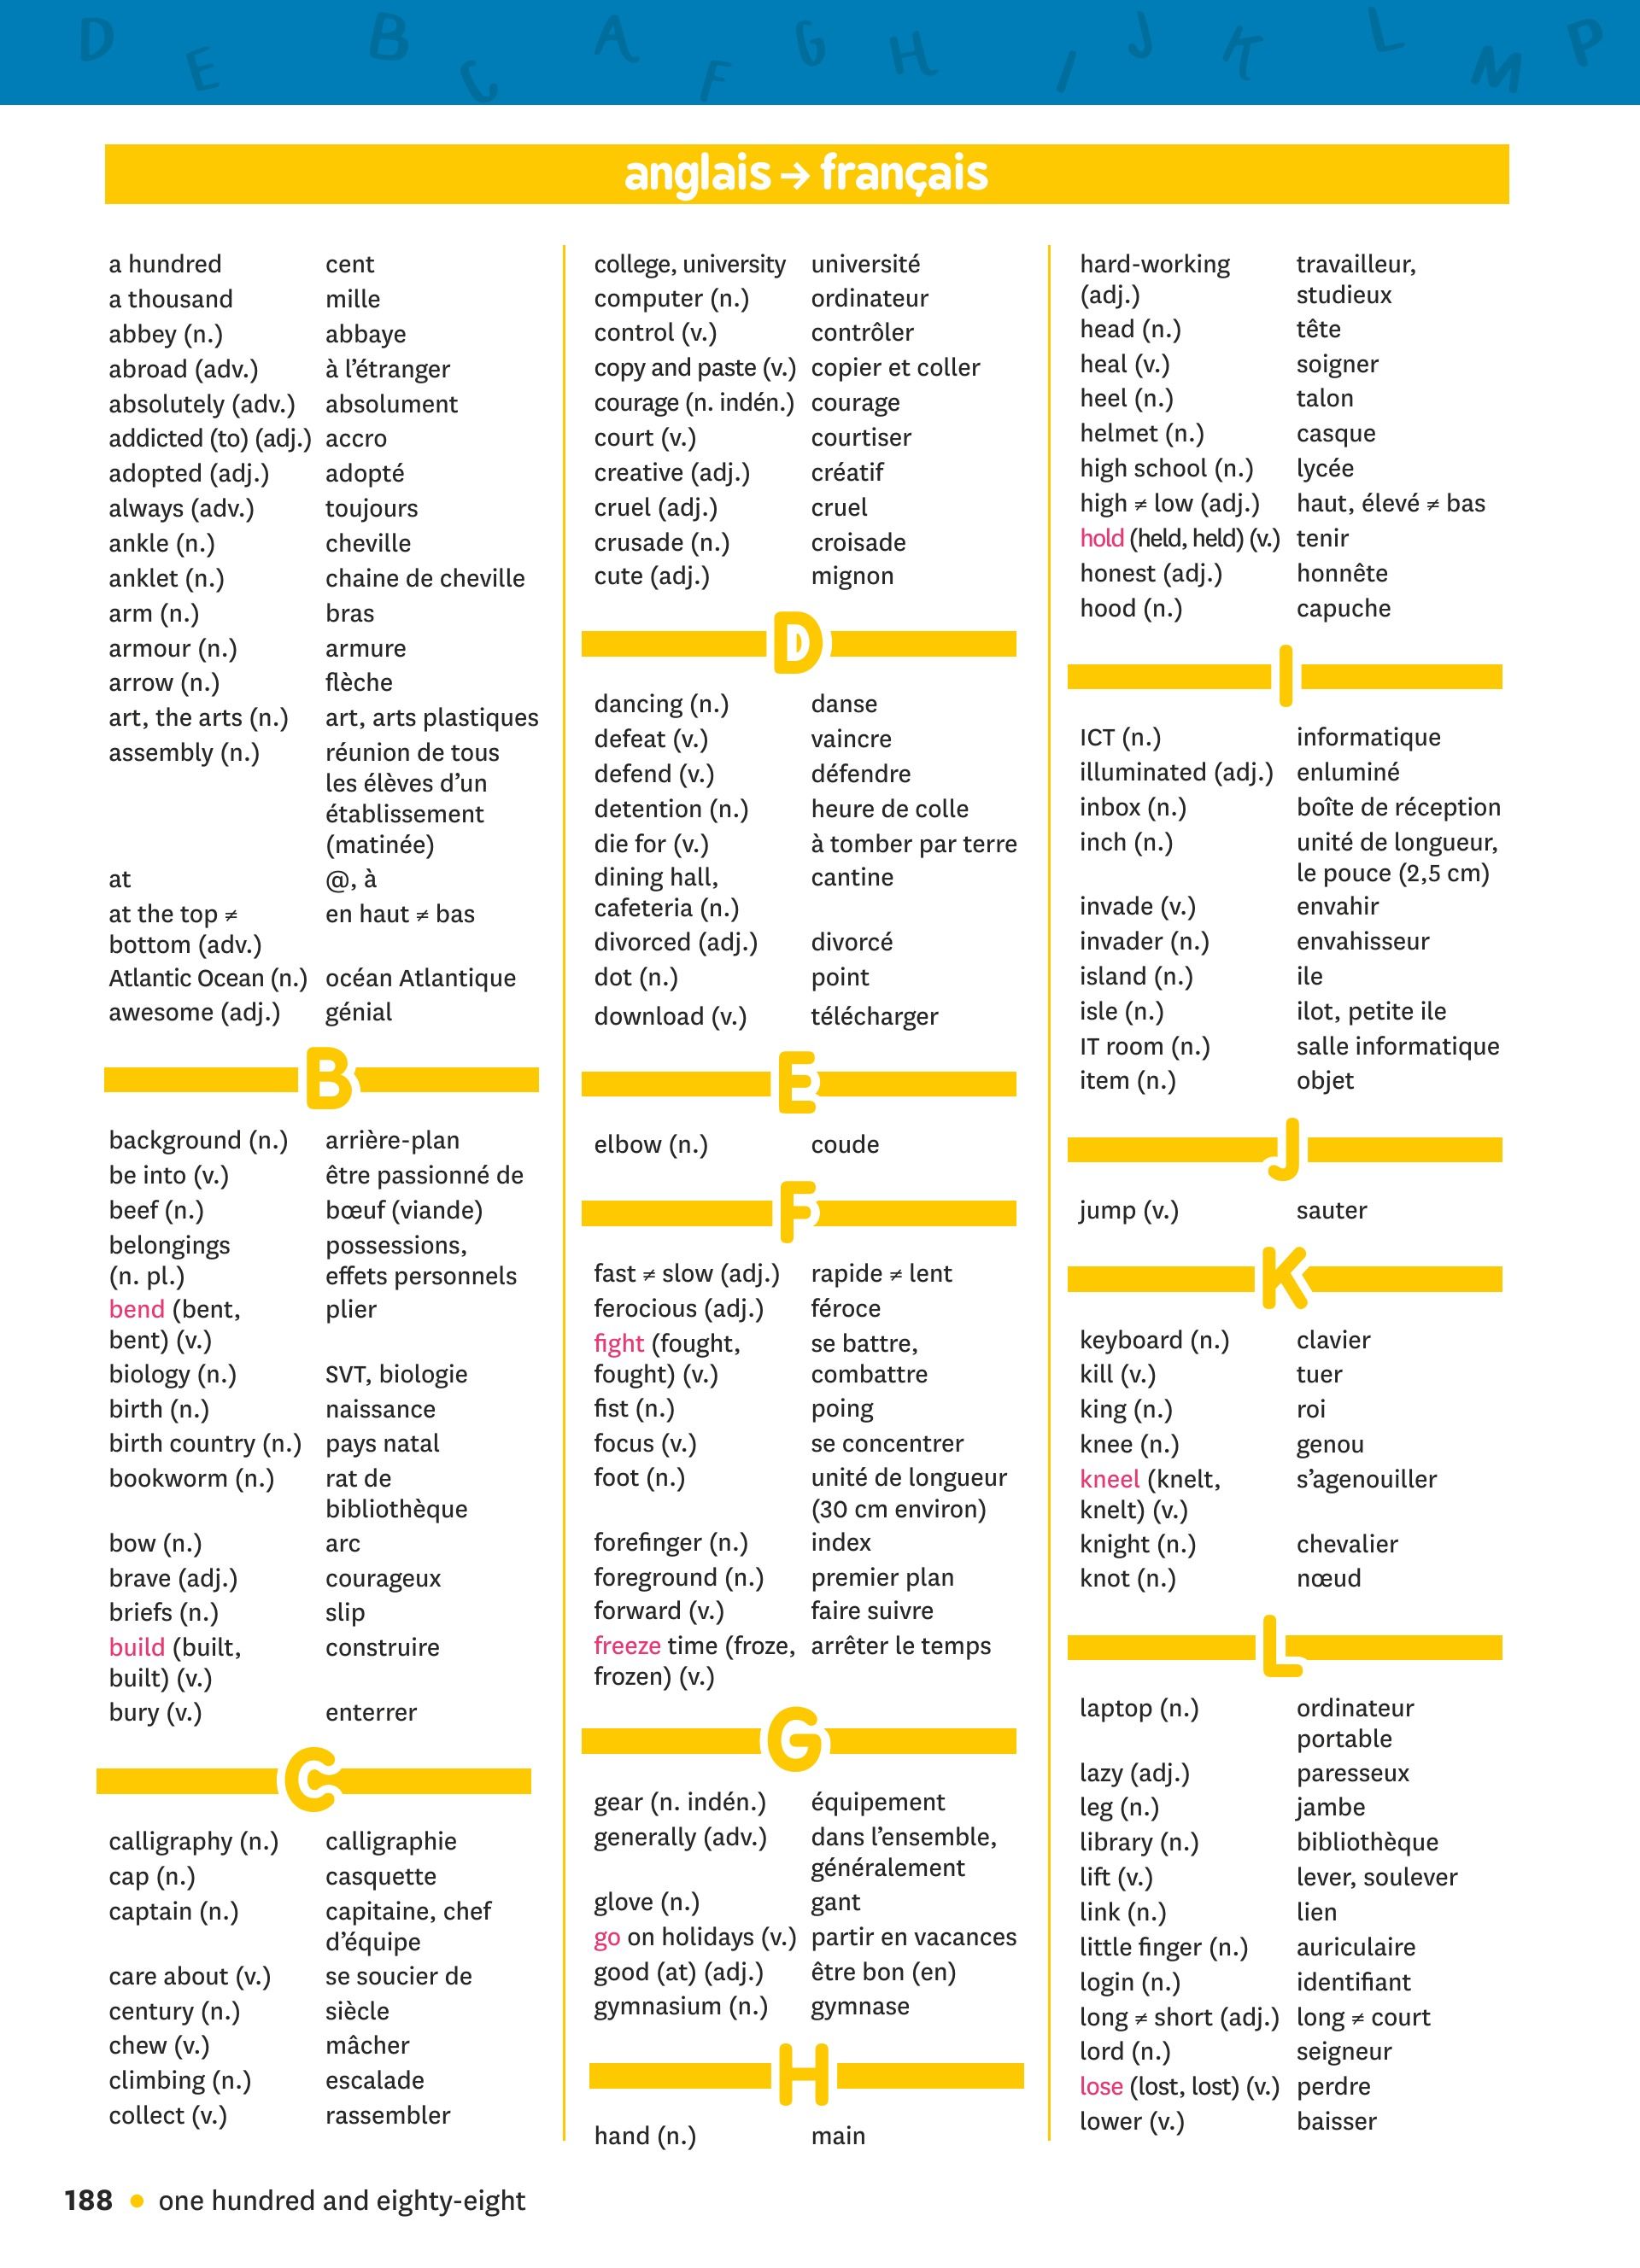 D E B C A F G H I J K L M P
anglais → français
a hundred cent
a thousand mille
abbey (n.) abbaye
abroad (adv.) à l’étranger
absolutely (adv.) absolument
addicted (to) (adj.) accro
adopted (adj.) adopté
always (adv.) toujours
ankle (n.) cheville
anklet (n.) chaine de cheville
arm (n.) bras
armour (n.) armure
arrow (n.) flèche
art, the arts (n.) art, arts plastiques
assembly (n.) réunion de tous
les élèves d’un
établissement
(matinée)
at @, à
at the top ≠ en haut ≠ bas
bottom (adv.)
Atlantic Ocean (n.) océan Atlantique
awesome (adj.) génial
B
background (n.) arrière-plan
be into (v.) être passionné de
beef (n.) bœuf (viande)
belongings possessions,
(n. pl.) effets personnels
bend (bent, plier
bent) (v.)
biology (n.) SVT, biologie
birth (n.) naissance
birth country (n.) pays natal
bookworm (n.) rat de
bibliothèque
bow (n.) arc
brave (adj.) courageux
briefs (n.) slip
build (built, construire
built) (v.)
bury (v.) enterrer
C
calligraphy (n.) calligraphie
cap (n.) casquette
captain (n.) capitaine, chef
d’équipe
care about (v.) se soucier de
century (n.) siècle
chew (v.) mâcher
climbing (n.) escalade
collect (v.) rassembler
college, university université
computer (n.) ordinateur
control (v.) contrôler
copy and paste (v.) copier et coller
courage (n. indén.) courage
court (v.) courtiser
creative (adj.) créatif
cruel (adj.) cruel
crusade (n.) croisade
cute (adj.) mignon
D
dancing (n.) danse
defeat (v.) vaincre
defend (v.) défendre
detention (n.) heure de colle
die for (v.) à tomber par terre
dining hall, cantine
cafeteria (n.)
divorced (adj.) divorcé
dot (n.) point
download (v.) télécharger
E
elbow (n.) coude
F
fast ≠ slow (adj.) rapide ≠ lent
ferocious (adj.) féroce
fight (fought, se battre,
fought) (v.) combattre
fist (n.) poing
focus (v.) se concentrer
foot (n.) unité de longueur
(30 cm environ)
forefinger (n.) index
foreground (n.) premier plan
forward (v.) faire suivre
freeze time (froze, arrêter le temps
frozen) (v.)
G
gear (n. indén.) équipement
generally (adv.) dans l’ensemble,
généralement
glove (n.) gant
go on holidays (v.) partir en vacances
good (at) (adj.) être bon (en)
gymnasium (n.) gymnase
H
hand (n.) main
hard-working travailleur,
(adj.) studieux
head (n.) tête
heal (v.) soigner
heel (n.) talon
helmet (n.) casque
high school (n.) lycée
high ≠ low (adj.) haut, élevé ≠ bas
hold (held, held) (v.) tenir
honest (adj.) honnête
hood (n.) capuche
I
ICT (n.) informatique
illuminated (adj.) enluminé
inbox (n.) boîte de réception
inch (n.) unité de longueur,
le pouce (2,5 cm)
invade (v.) envahir
invader (n.) envahisseur
island (n.) ile
isle (n.) ilot, petite ile
IT room (n.) salle informatique
item (n.) objet
J
jump (v.) sauter
K
keyboard (n.) clavier
kill (v.) tuer
king (n.) roi
knee (n.) genou
kneel (knelt, s’agenouiller
knelt) (v.)
knight (n.) chevalier
knot (n.) nœud
L
laptop (n.) ordinateur
portable
lazy (adj.) paresseux
leg (n.) jambe
library (n.) bibliothèque
lift (v.) lever, soulever
link (n.) lien
little finger (n.) auriculaire
login (n.) identifiant
long ≠ short (adj.) long ≠ court
lord (n.) seigneur
lose (lost, lost) (v.) perdre
lower (v.) baisser
188 • one hundred and eighty-eight